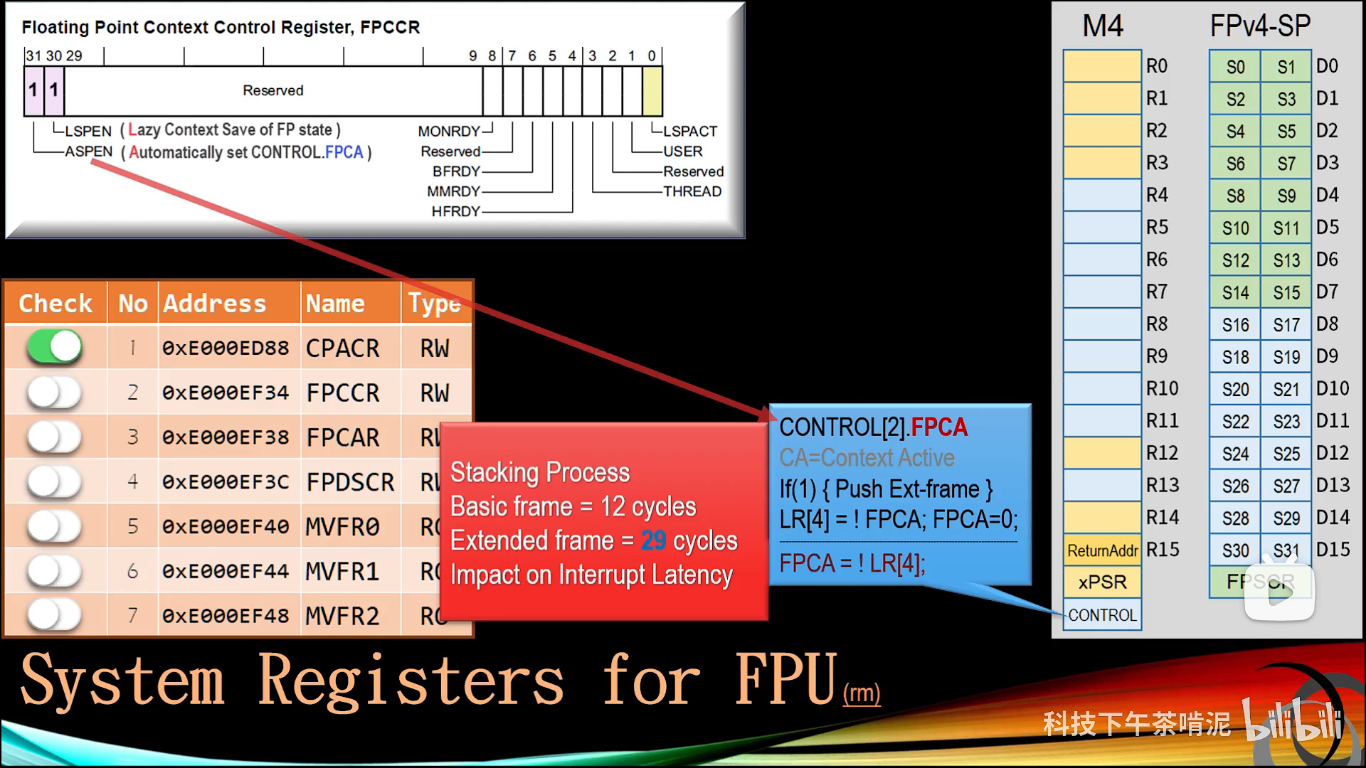 Floating Point Context Control Register, FPCCR
31 30 29 9 8 7 6 5 4 3 2 1 0
1 1 Reserved
LSPEN ( Lazy Context Save of FP state )
ASPEN ( Automatically set CONTROL.FPCA )
MONRDY
Reserved
BFRDY
MMRDY
HFRDY
LSPACT
USER
Reserved
THREAD
Check No Address Name Type
1 0xE000ED88 CPACR RW
2 0xE000EF34 FPCCR RW
3 0xE000EF38 FPCAR RW
4 0xE000EF3C FPDSCR RW
5 0xE000EF40 MVFR0 RO
6 0xE000EF44 MVFR1 RO
7 0xE000EF48 MVFR2 RO
Stacking Process
Basic frame = 12 cycles
Extended frame = 29 cycles
Impact on Interrupt Latency
CONTROL[2].FPCA
CA=Context Active
If(1) { Push Ext-frame }
LR[4] = ! FPCA; FPCA=0;
FPCA = ! LR[4];
M4 FPv4-SP
R0 S0 S1 D0
R1 S2 S3 D1
R2 S4 S5 D2
R3 S6 S7 D3
R4 S8 S9 D4
R5 S10 S11 D5
R6 S12 S13 D6
R7 S14 S15 D7
R8 S16 S17 D8
R9 S18 S19 D9
R10 S20 S21 D10
R11 S22 S23 D11
R12 S24 S25 D12
R13 S26 S27 D13
R14 S28 S29 D14
ReturnAddr R15 S30 S31 D15
xPSR FPSCR
CONTROL
System Registers for FPU (rm)
科技下午茶啃泥 bilibili